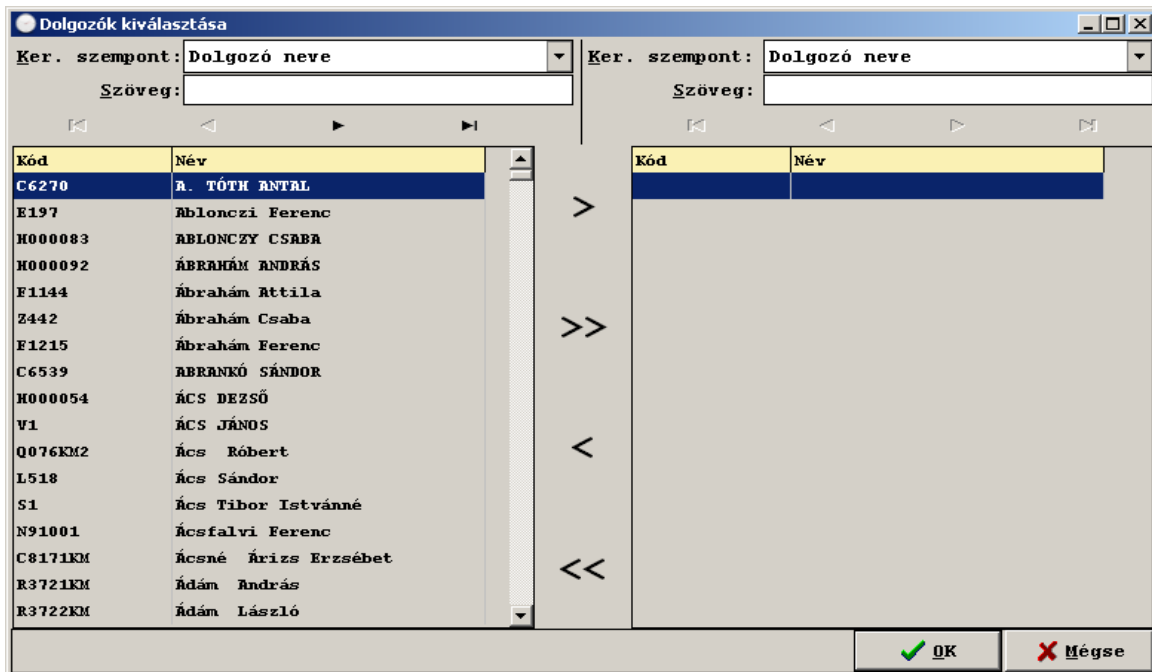 Dolgozók kiválasztása
Ker. szempont: Dolgozó neve Ker. szempont: Dolgozó neve
Szöveg: Szöveg:
Kód Név Kód Név
C6270 A. TÓTH ANTAL
E197 Ablonczi Ferenc
H000083 ABLONCZY CSABA
H000092 ÁBRAHÁM ANDRÁS
F1144 Ábrahám Attila
Z442 Ábrahám Csaba
F1215 Ábrahám Ferenc
C6539 ABRANKÓ SÁNDOR
H000054 ÁCS DEZSŐ
V1 ÁCS JÁNOS
Q076KM2 Ács Róbert
L518 Ács Sándor
S1 Ács Tibor Istvánné
N91001 Ácsfalvi Ferenc
C8171KM Ácsné Árizs Erzsébet
R3721KM Ádám András
R3722KM Ádám László
>
>>
<
<<
OK Mégse